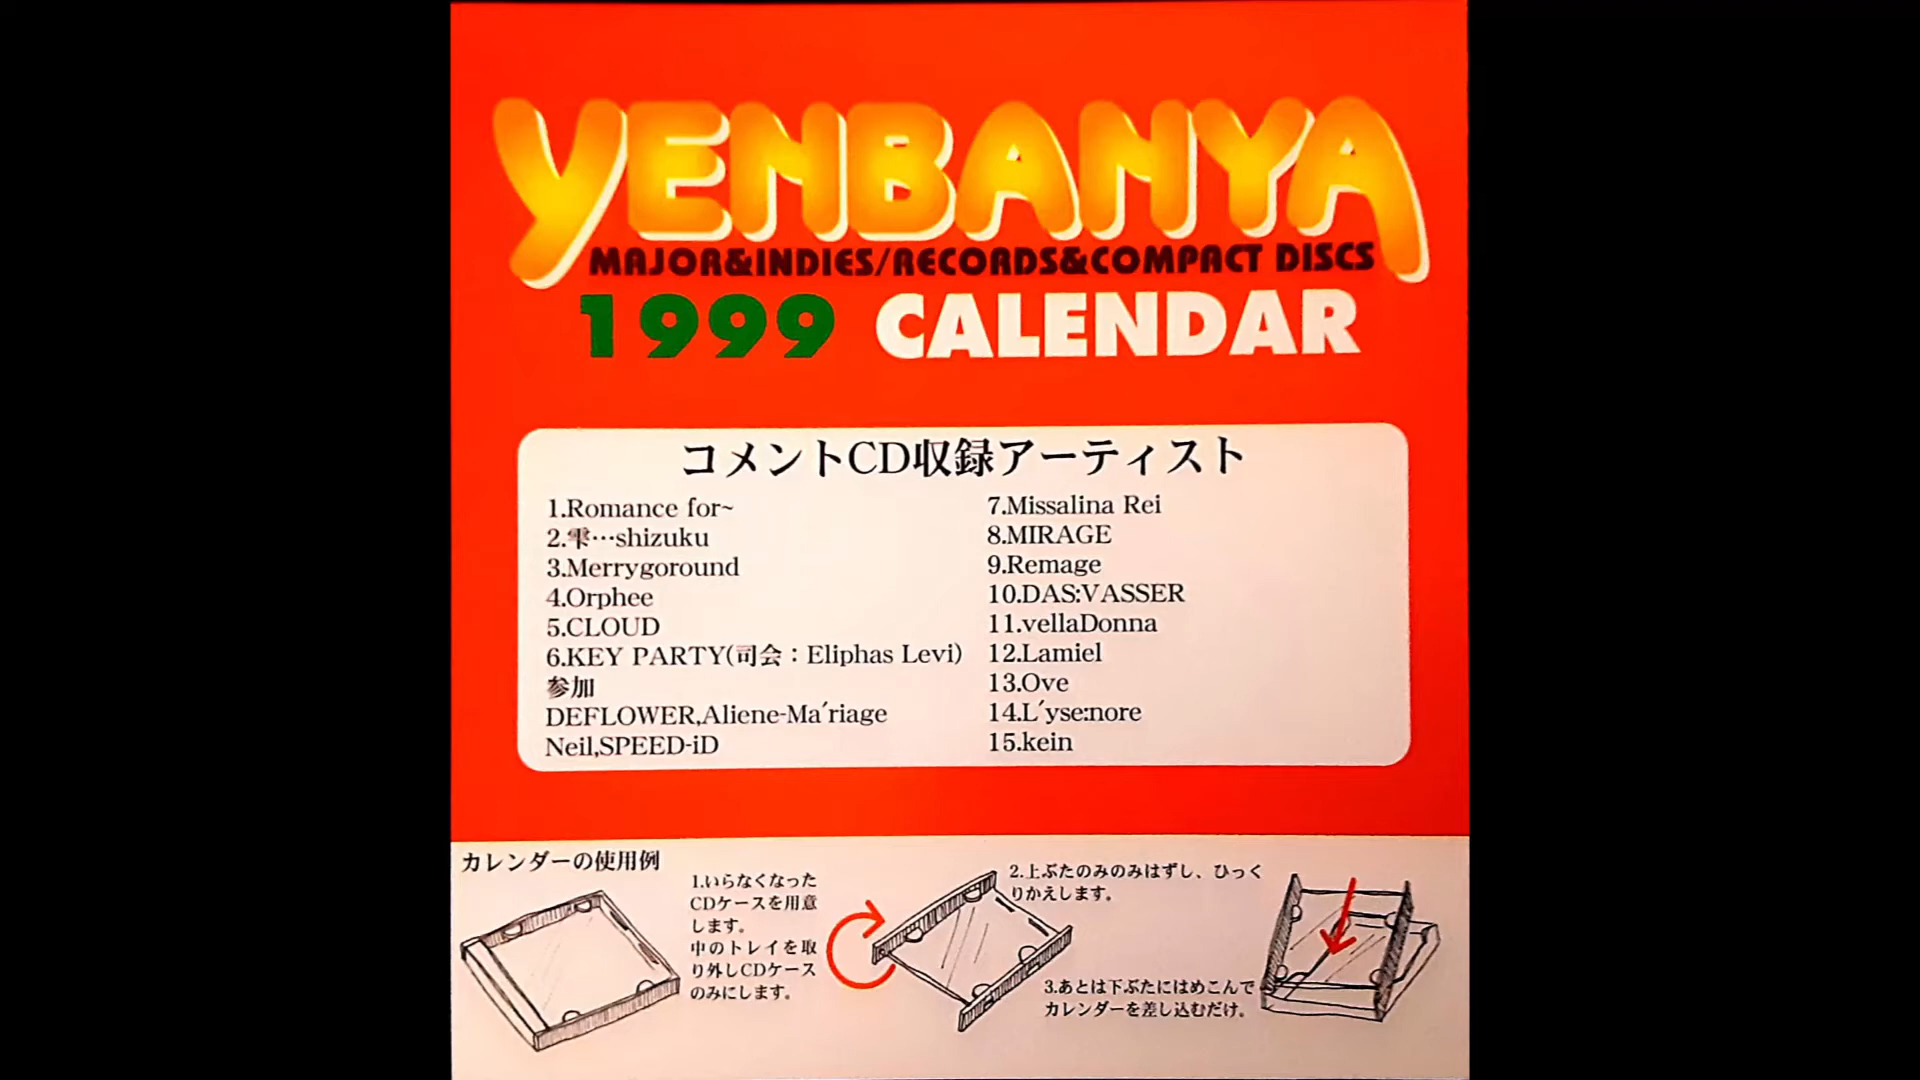 YENBANYA
MAJOR&INDIES/RECORDS&COMPACT DISCS
1999 CALENDAR
コメントCD収録アーティスト
1.Romance for~
2.雫…shizuku
3.Merrygoround
4.Orphee
5.CLOUD
6.KEY PARTY(司会：Eliphas Levi)
参加
DEFLOWER,Aliene-Ma´riage
Neil,SPEED-iD
7.Missalina Rei
8.MIRAGE
9.Remage
10.DAS:VASSER
11.vellaDonna
12.Lamiel
13.Ove
14.L´yse:nore
15.kein
カレンダーの使用例
1.いらなくなった
CDケースを用意
します。
中のトレイを取
り外しCDケース
のみにします。
2.上ぶたのみのみはずし、ひっく
りかえします。
3.あとは下ぶたにはめこんで
カレンダーを差し込むだけ。